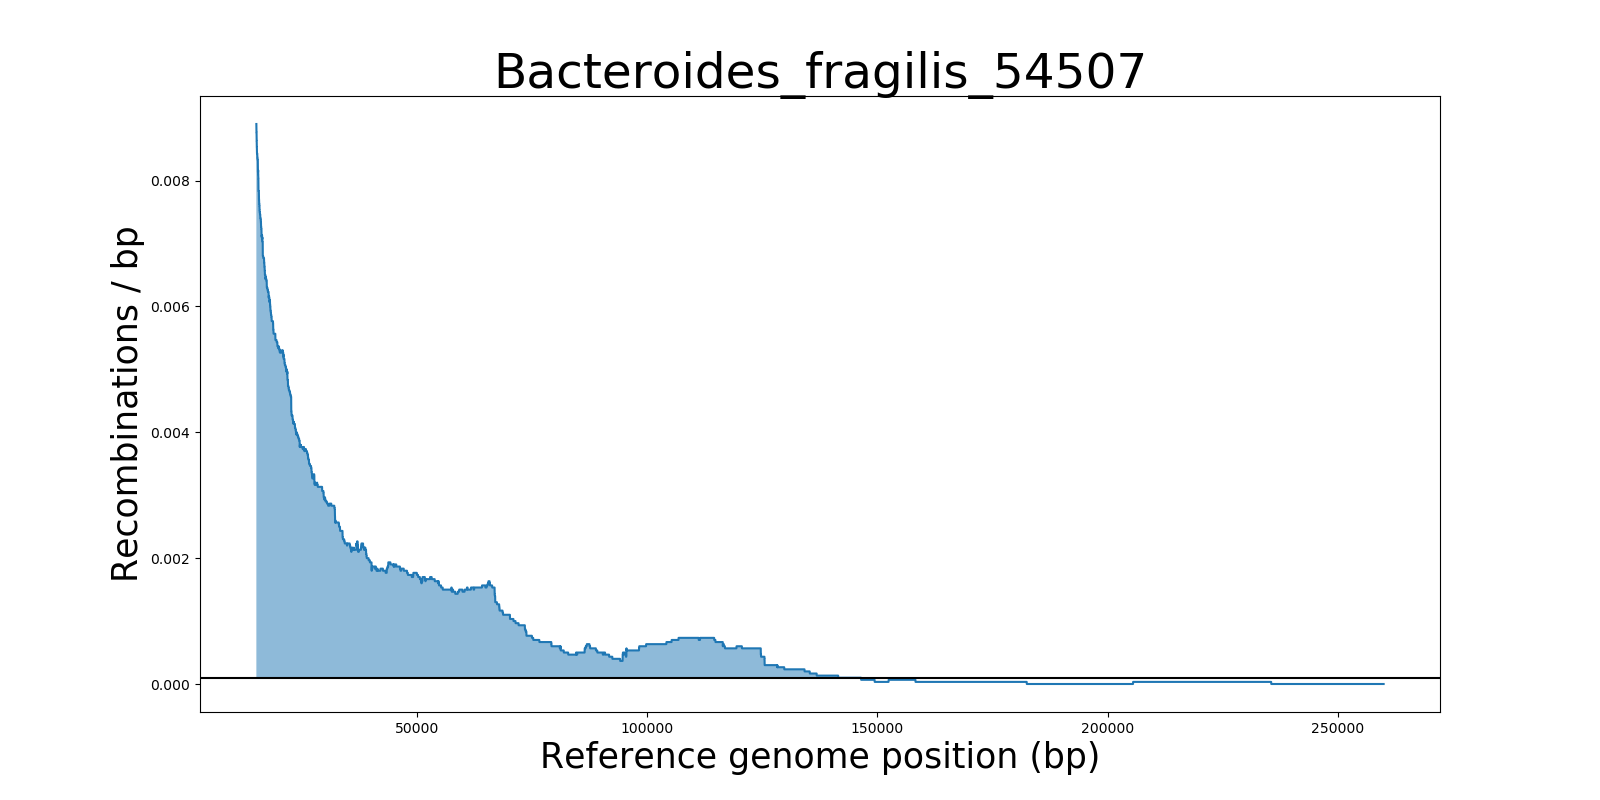 Bacteroides_fragilis_54507
Recombinations / bp
0.008
0.006
0.004
0.002
0.000
50000 100000 150000 200000 250000
Reference genome position (bp)